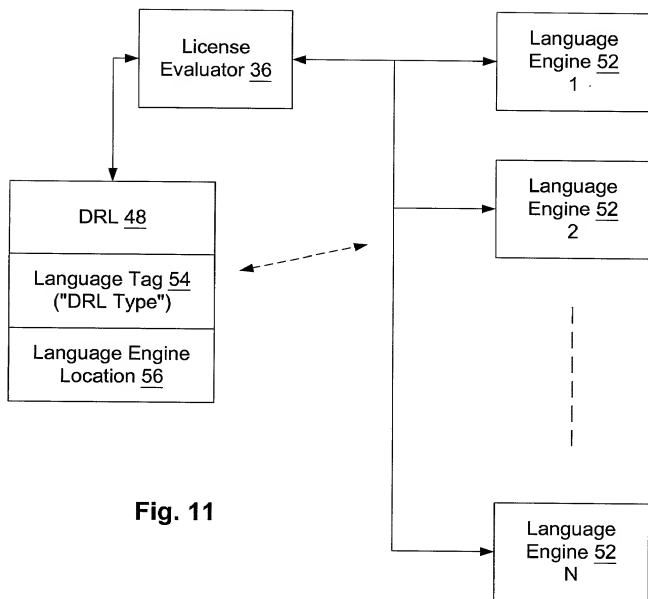 License
Evaluator 36
Language
Engine 52
1
DRL 48
Language Tag 54
("DRL Type")
Language Engine
Location 56
Language
Engine 52
2
Language
Engine 52
N
Fig. 11